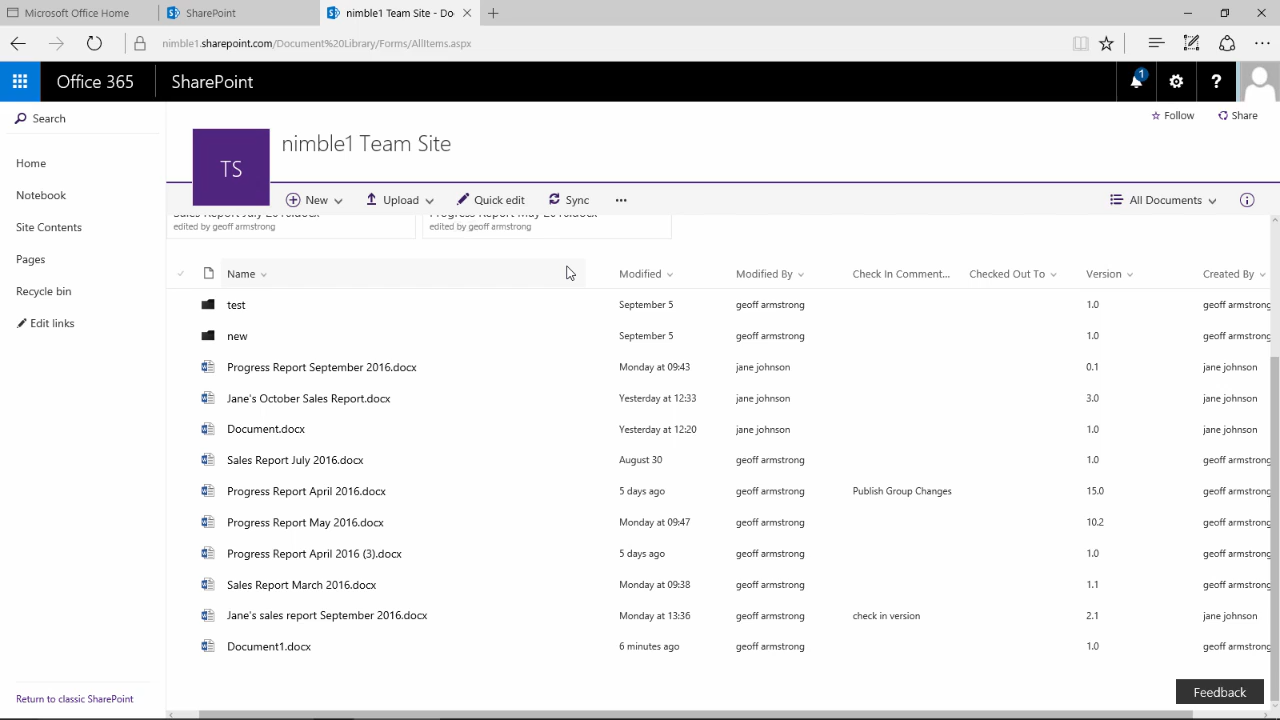 Microsoft Office Home
SharePoint
nimble1 Team Site - Do
nimble1.sharepoint.com/Document%20Library/Forms/AllItems.aspx
Office 365 SharePoint 1 ?
Search
Follow Share
nimble1 Team Site
TS
Home
Notebook
Site Contents
Pages
Recycle bin
Edit links
New Upload Quick edit Sync ... All Documents
Sales Report July 2016.docx Progress Report May 2016.docx
edited by geoff armstrong edited by geoff armstrong
Name Modified Modified By Check In Comment... Checked Out To Version Created By
test September 5 geoff armstrong 1.0 geoff armstrong
new September 5 geoff armstrong 1.0 geoff armstrong
Progress Report September 2016.docx Monday at 09:43 jane johnson 0.1 jane johnson
Jane's October Sales Report.docx Yesterday at 12:33 jane johnson 3.0 jane johnson
Document.docx Yesterday at 12:20 jane johnson 1.0 jane johnson
Sales Report July 2016.docx August 30 geoff armstrong 1.0 geoff armstrong
Progress Report April 2016.docx 5 days ago geoff armstrong Publish Group Changes 15.0 geoff armstrong
Progress Report May 2016.docx Monday at 09:47 geoff armstrong 10.2 geoff armstrong
Progress Report April 2016 (3).docx 5 days ago geoff armstrong 1.0 geoff armstrong
Sales Report March 2016.docx Monday at 09:38 geoff armstrong 1.1 geoff armstrong
Jane's sales report September 2016.docx Monday at 13:36 geoff armstrong check in version 2.1 jane johnson
Document1.docx 6 minutes ago geoff armstrong 1.0 geoff armstrong
Feedback
Return to classic SharePoint